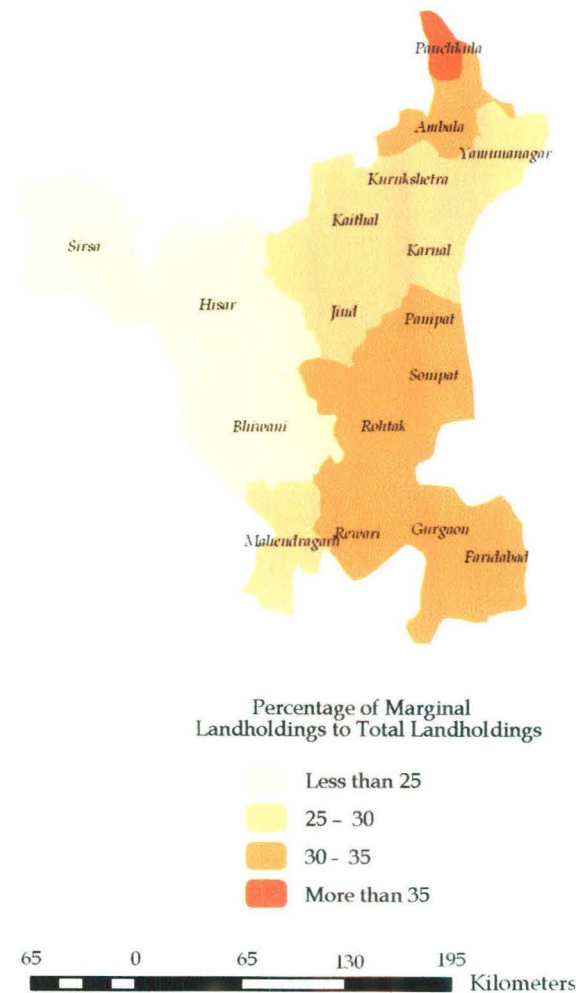 Panchkula
Ambala
Yamunanagar
Kurukshetra
Kaithal
Sirsa
Karnal
Hisar
Jind
Panipat
Sonipat
Bhiwani
Rohtak
Mahendragarh
Rewari
Gurgaon
Faridabad
Percentage of Marginal
Landholdings to Total Landholdings
Less than 25
25 – 30
30 - 35
More than 35
65 0 65 130 195
Kilometers